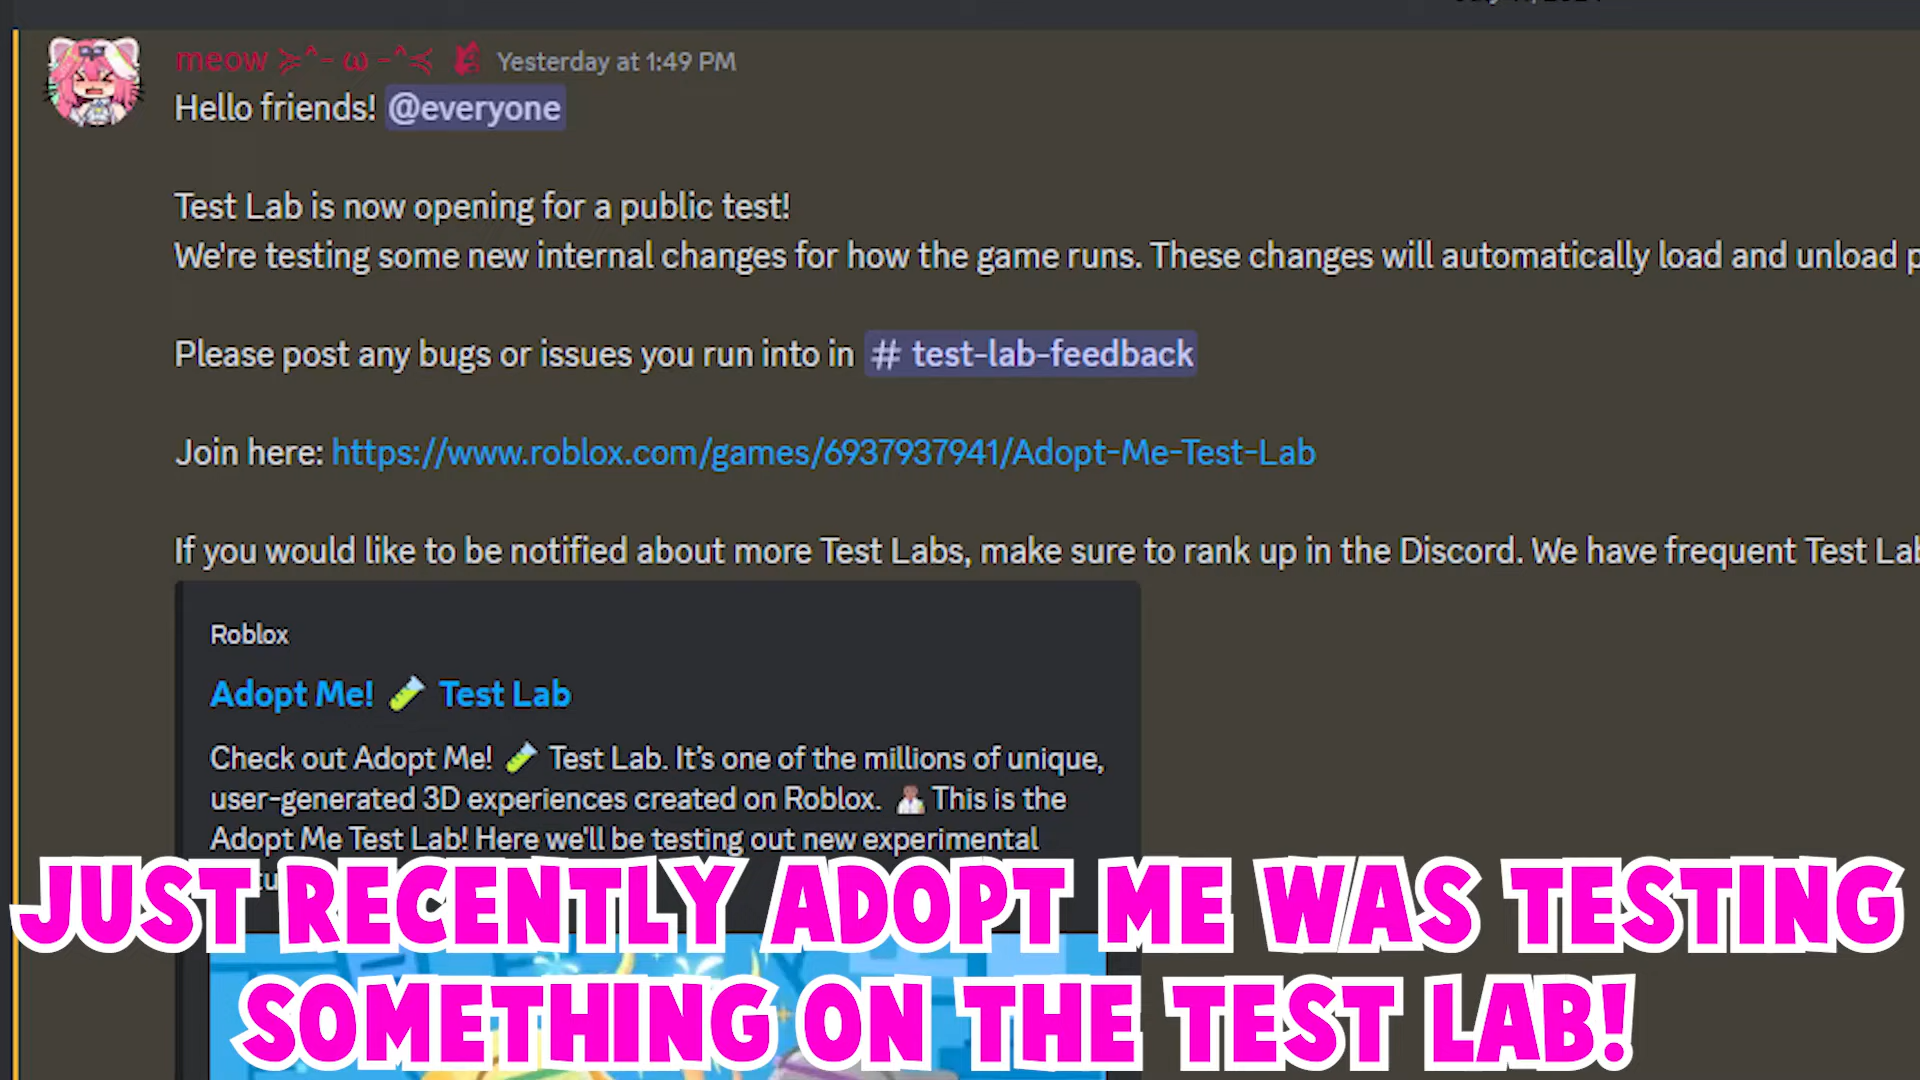 meow ≽^- ω -^≼ Yesterday at 1:49 PM
Hello friends! @everyone
Test Lab is now opening for a public test!
We're testing some new internal changes for how the game runs. These changes will automatically load and unload
Please post any bugs or issues you run into in # test-lab-feedback
Join here: https://www.roblox.com/games/6937937941/Adopt-Me-Test-Lab
If you would like to be notified about more Test Labs, make sure to rank up in the Discord. We have frequent Test
Roblox
Adopt Me! 🧪 Test Lab
Check out Adopt Me! 🧪 Test Lab. It's one of the millions of unique,
user-generated 3D experiences created on Roblox. This is the
Adopt Me Test Lab! Here we'll be testing out new experimental
JUST RECENTLY ADOPT ME WAS TESTING
SOMETHING ON THE TEST LAB!